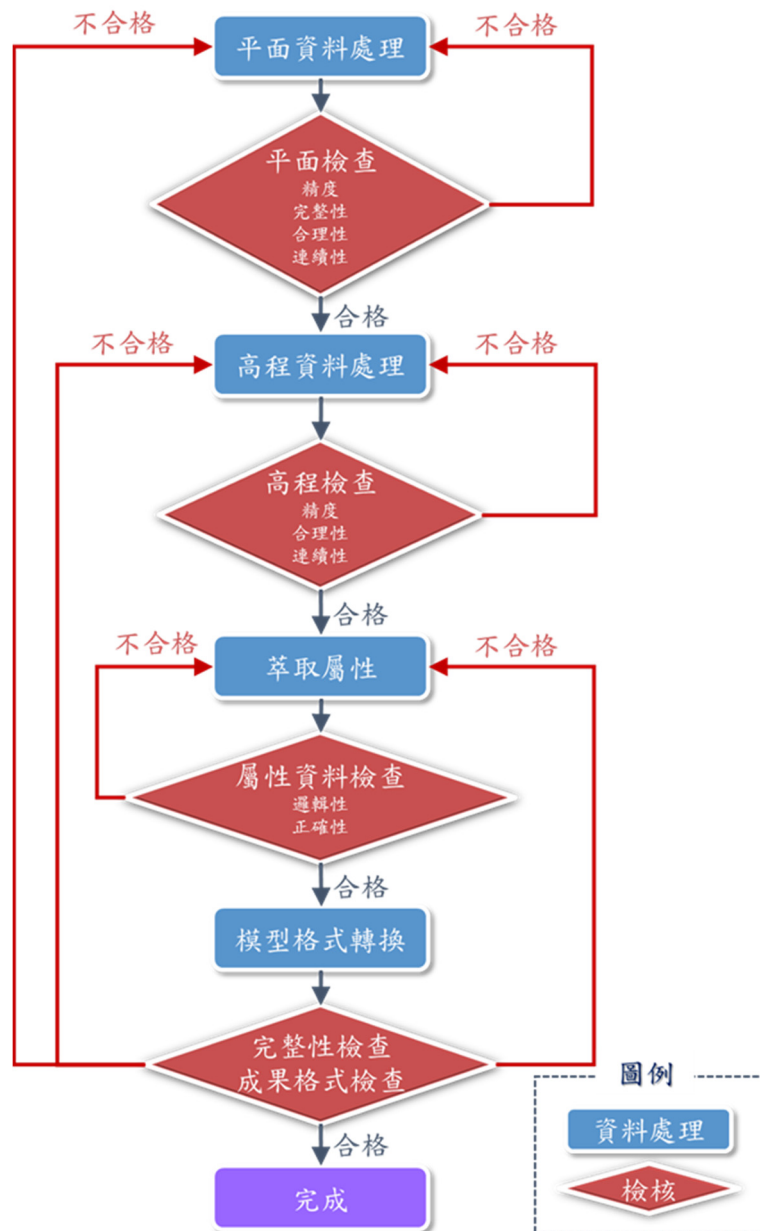 不合格
不合格
平面資料處理
平面檢查
精度
完整性
合理性
連續性
合格
不合格
不合格
高程資料處理
高程檢查
精度
合理性
連續性
合格
不合格
不合格
萃取屬性
屬性資料檢查
邏輯性
正確性
合格
模型格式轉換
完整性檢查
成果格式檢查
合格
完成
圖例
資料處理
檢核